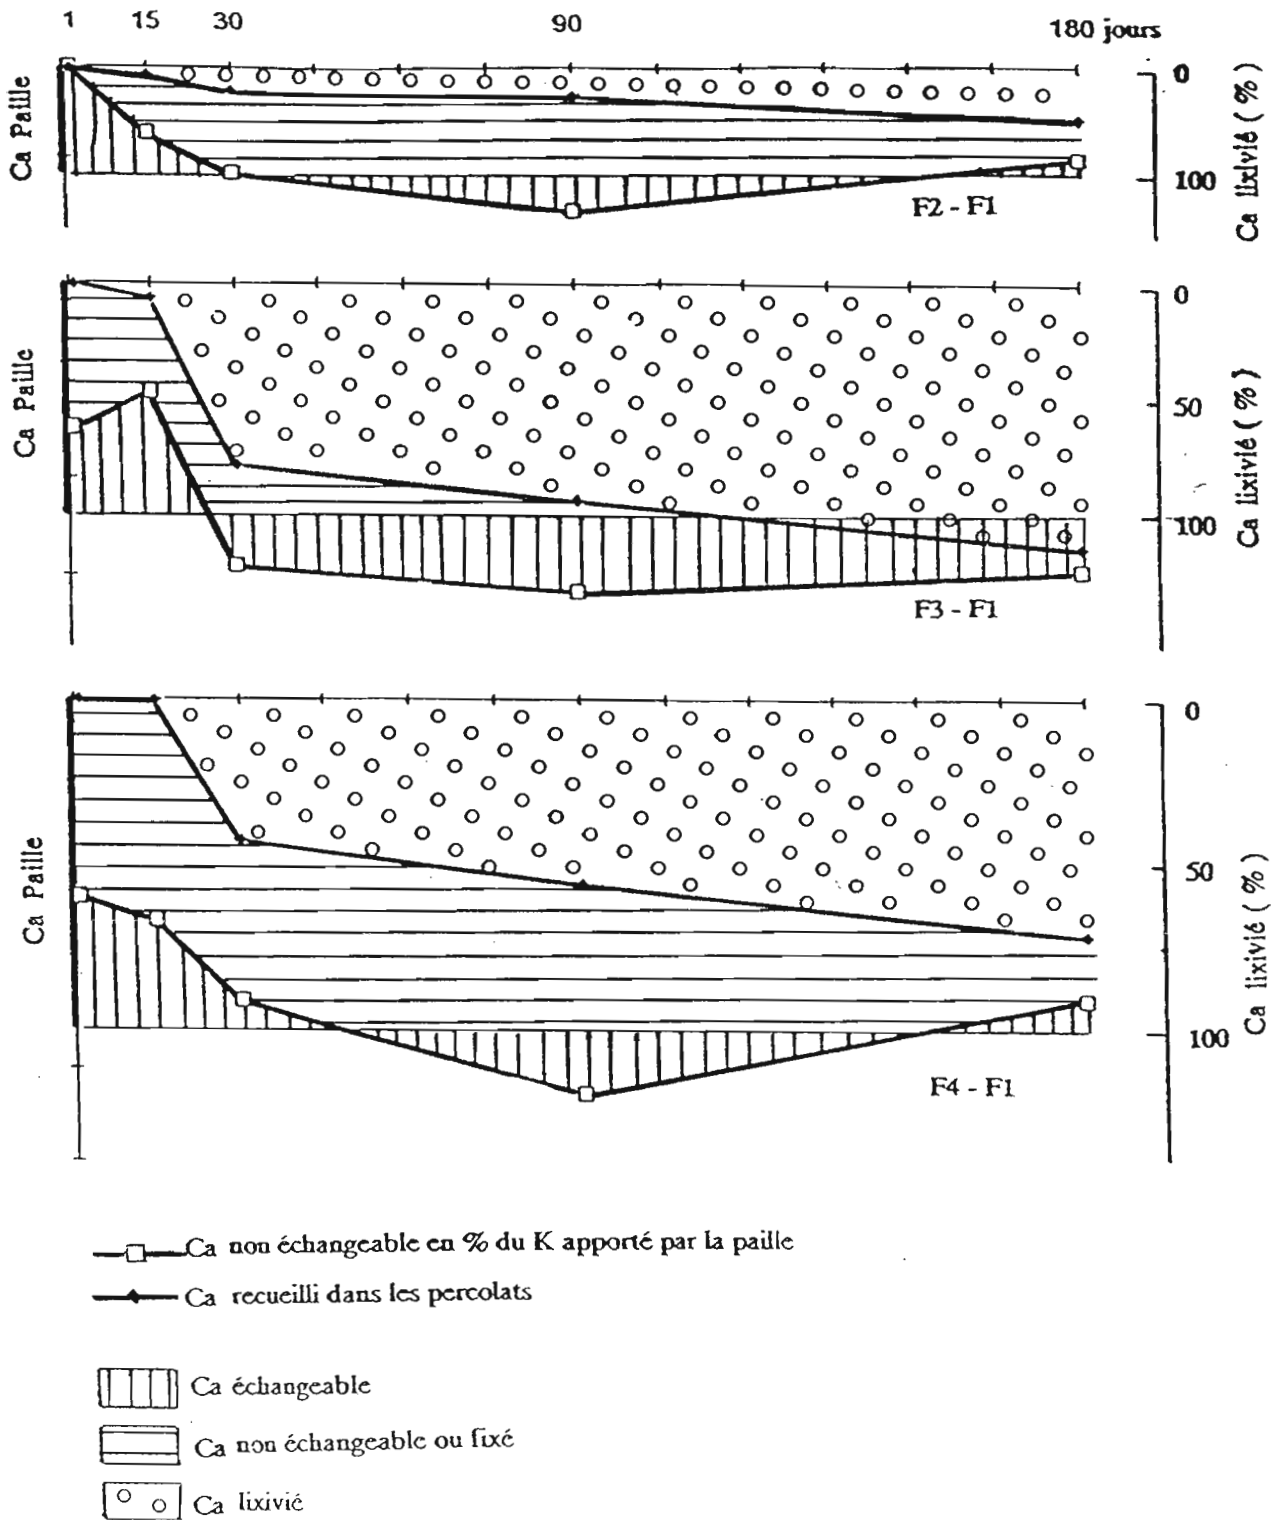 1 15 30 90 180 jours
Ca Paille
0
100
Ca lixivié ( % )
F2 - F1
Ca Paille
0
50
100
Ca lixivié ( % )
F3 - F1
Ca Paille
0
50
100
Ca lixivié ( % )
F4 - F1
Ca non échangeable en % du K apporté par la paille
Ca recueilli dans les percolats
Ca échangeable
Ca non échangeable ou fixé
Ca lixivié